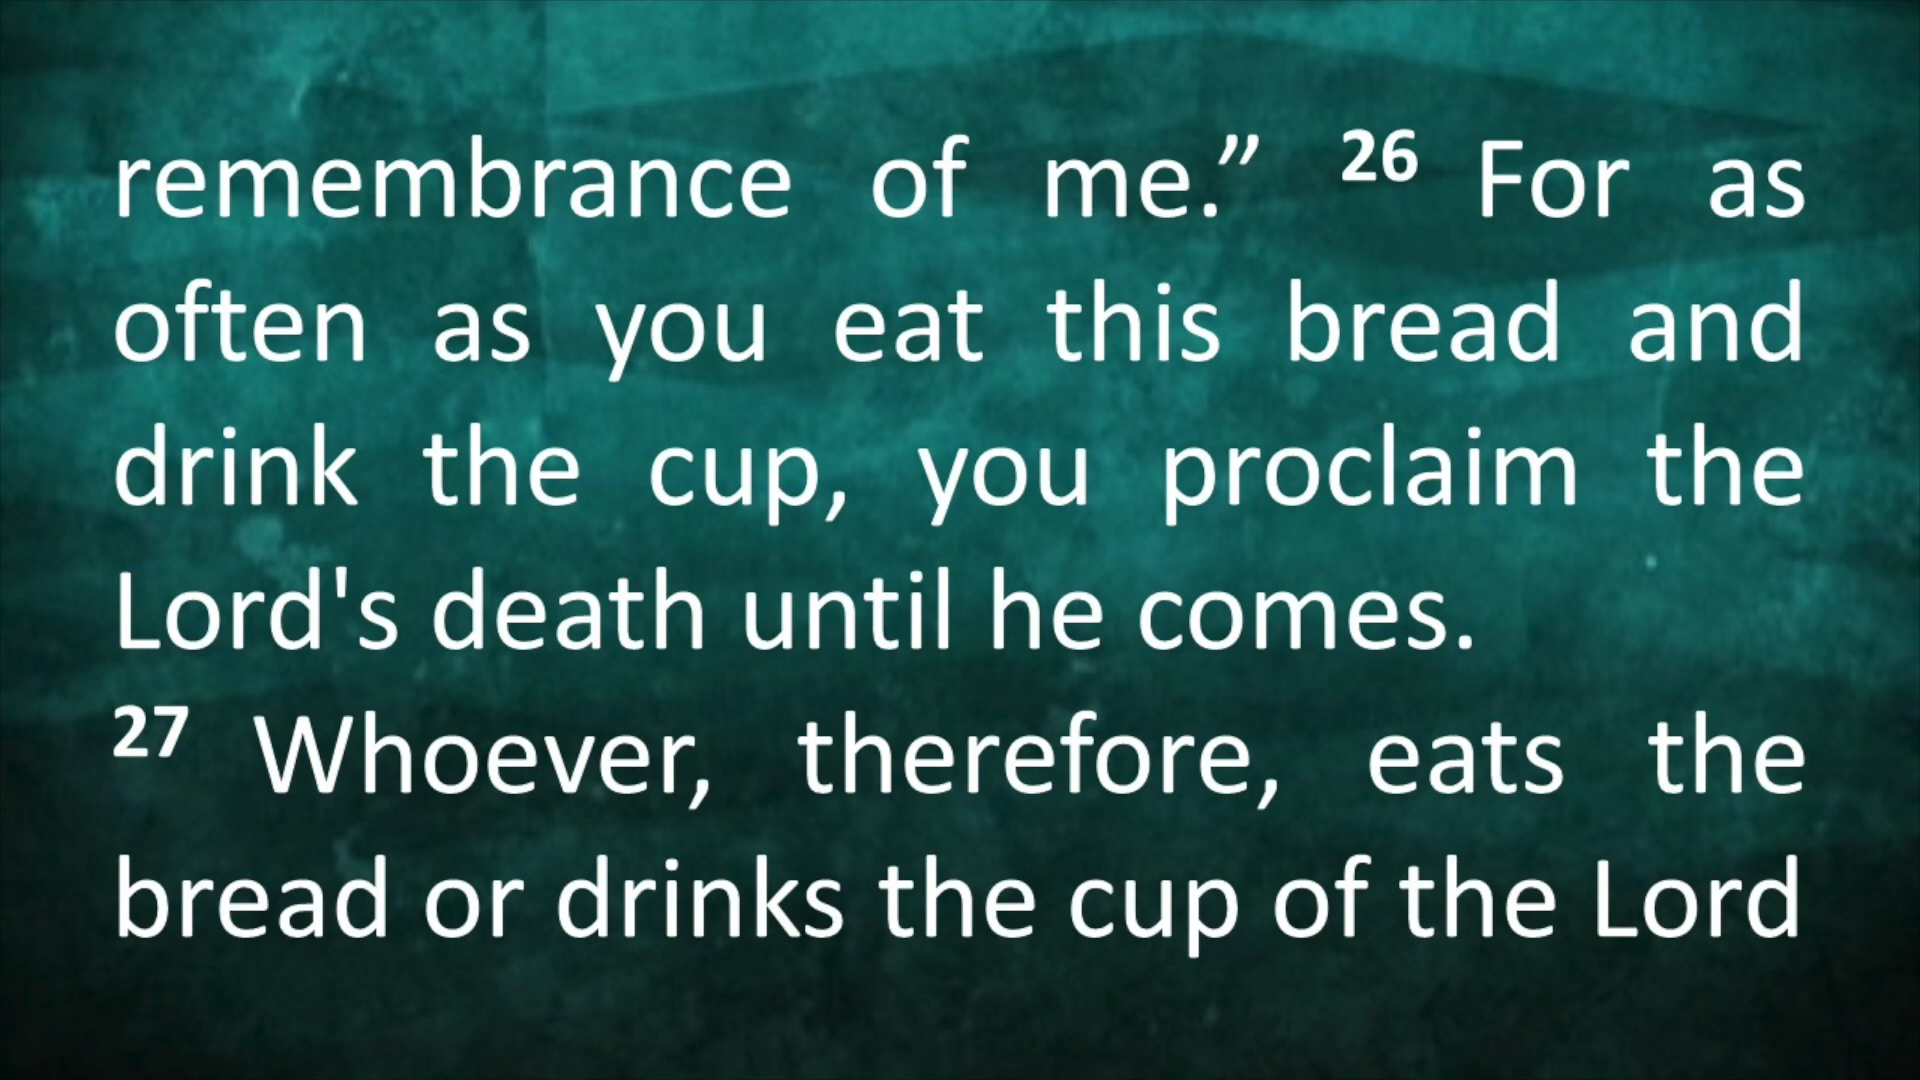 remembrance of me.” 26 For as
often as you eat this bread and
drink the cup, you proclaim the
Lord's death until he comes.
27 Whoever, therefore, eats the
bread or drinks the cup of the Lord